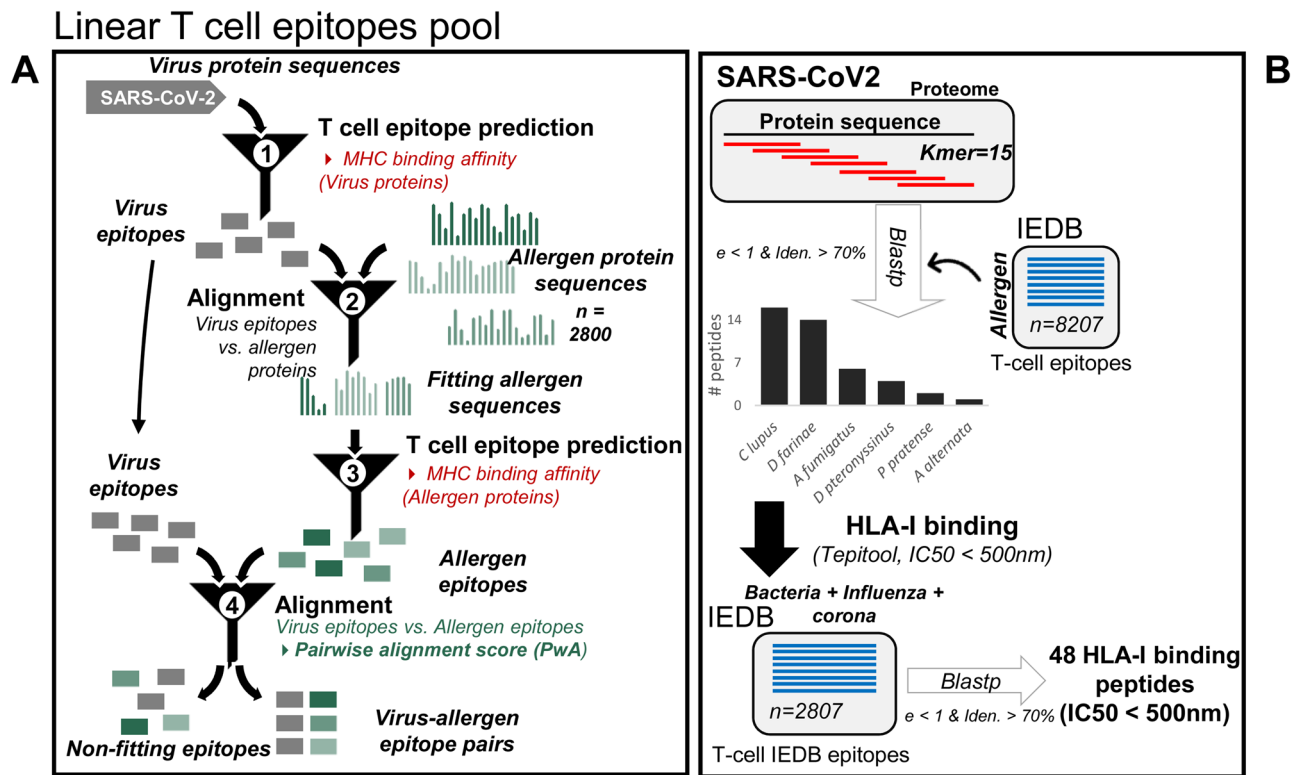 Linear T cell epitopes pool
A
Virus protein sequences
SARS-CoV-2
1
T cell epitope prediction
MHC binding affinity
(Virus proteins)
Virus
epitopes
Allergen protein
sequences
n =
2800
2
Alignment
Virus epitopes
vs. allergen
proteins
Fitting allergen
sequences
3
T cell epitope prediction
MHC binding affinity
(Allergen proteins)
Virus
epitopes
Allergen
epitopes
4
Alignment
Virus epitopes vs. Allergen epitopes
Pairwise alignment score (PwA)
Non-fitting epitopes
Virus-allergen
epitope pairs
B
SARS-CoV2
Proteome
Protein sequence
Kmer=15
Blastp
e < 1 & Iden. > 70%
IEDB
Allergen
n=8207
T-cell epitopes
# peptides
14
7
0
C lupus
D farinae
A fumigatus
D pteronyssinus
P pratense
A alternata
HLA-I binding
(Tepitool, IC50 < 500nm)
Bacteria + Influenza +
corona
IEDB
n=2807
T-cell IEDB epitopes
Blastp
e < 1 & Iden. > 70%
48 HLA-I binding
peptides
(IC50 < 500nm)